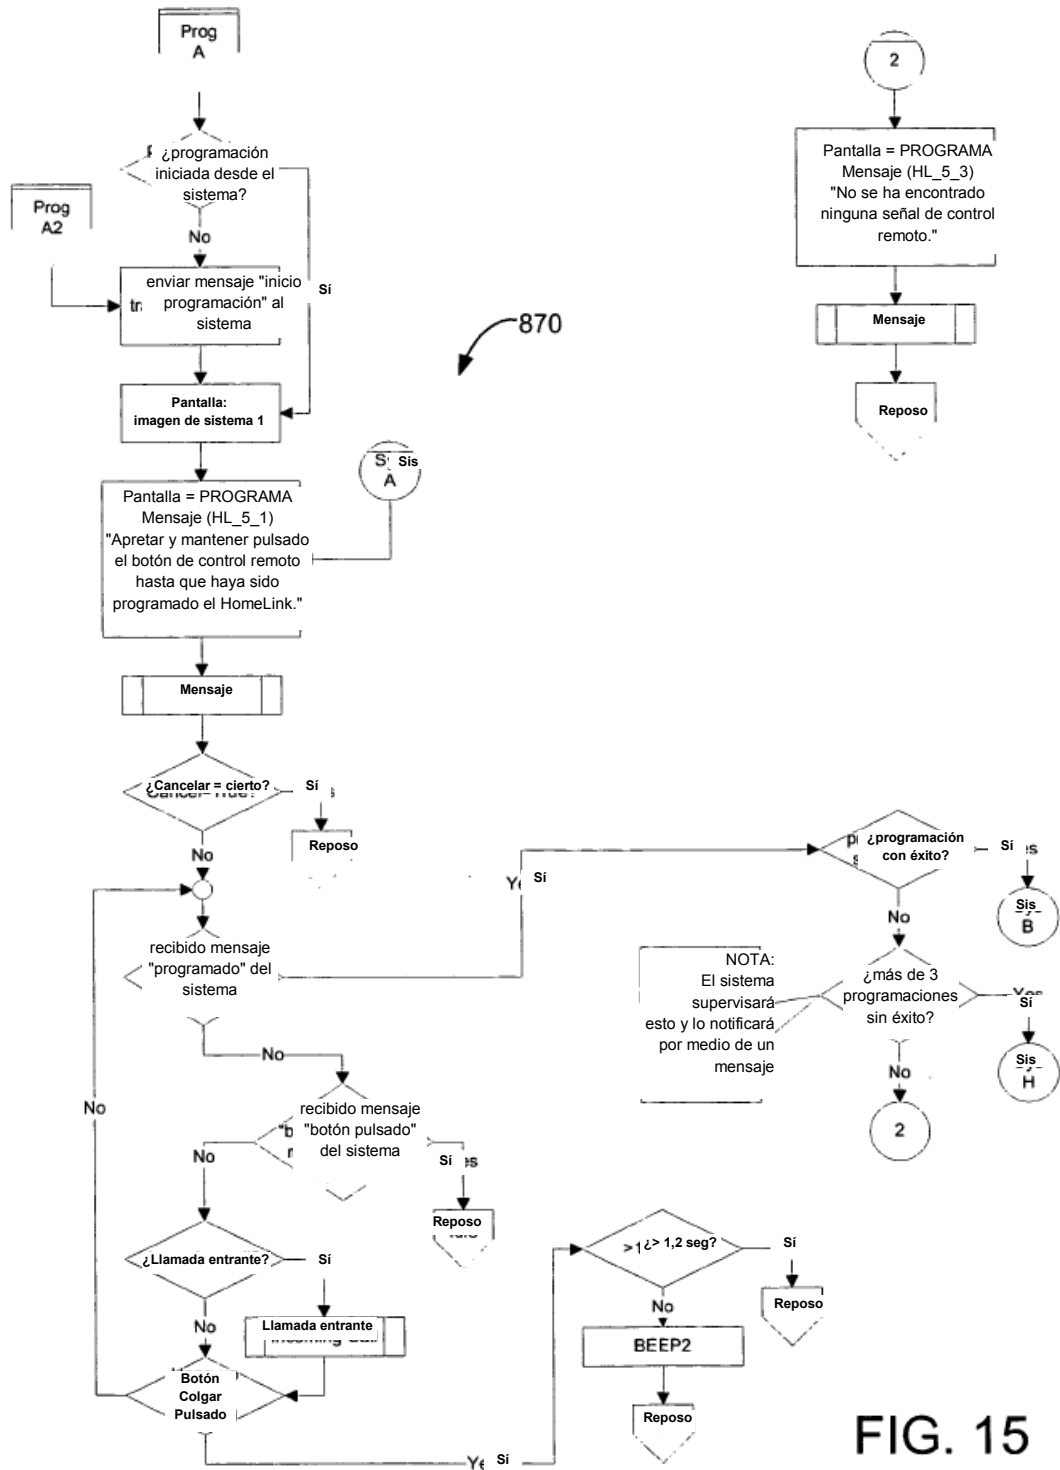 Prog
A
¿programación
iniciada desde el
sistema?
Prog
A2
No
Sí
enviar mensaje "inicio
programación" al
sistema
870
Pantalla:
imagen de sistema 1
Sis
A
Pantalla = PROGRAMA
Mensaje (HL_5_1)
"Apretar y mantener pulsado
el botón de control remoto
hasta que haya sido
programado el HomeLink."
Mensaje
¿Cancelar = cierto?
Sí
Reposo
No
recibido mensaje
"programado" del
sistema
Sí
No
recibido mensaje
"botón pulsado"
del sistema
Sí
Reposo
No
¿Llamada entrante?
Sí
Llamada entrante
No
Botón
Colgar
Pulsado
No
Sí
¿> 1,2 seg?
Sí
Reposo
No
BEEP2
Reposo
2
Pantalla = PROGRAMA
Mensaje (HL_5_3)
"No se ha encontrado
ninguna señal de control
remoto."
Mensaje
Reposo
¿programación
con éxito?
Sí
Sis
B
No
NOTA:
El sistema
supervisará
esto y lo notificará
por medio de un
mensaje
¿más de 3
programaciones
sin éxito?
Sí
Sis
H
No
2
FIG. 15